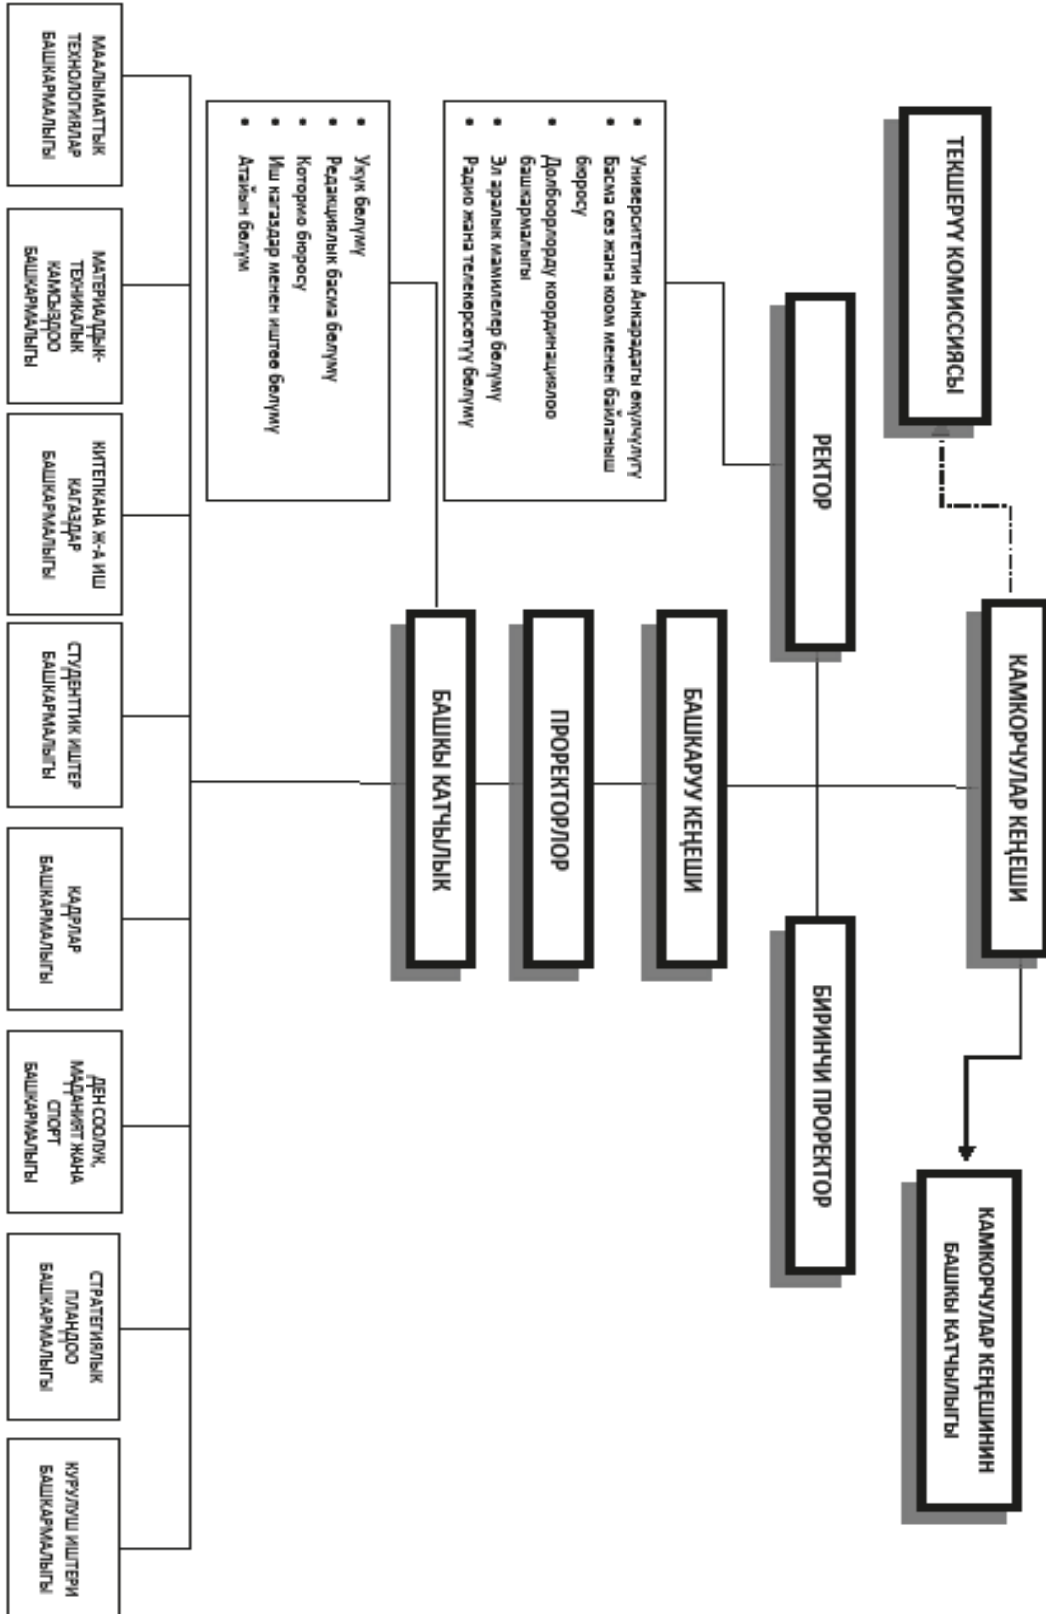 КАМКОРЧУЛАР КЕҢЕШИ
ТЕКШЕРҮҮ КОМИССИЯСЫ
КАМКОРЧУЛАР КЕҢЕШИНИН
БАШКЫ КАТЧЫЛЫГЫ
РЕКТОР
БИРИНЧИ ПРОРЕКТОР
БАШКАРУУ КЕҢЕШИ
• Университеттин Анкарадагы өкүлчүлүгү
• Басма сөз жана коом менен байланыш
бюросу
• Долбоорлорду координациялоо
башкармалыгы
• Эл аралык мамилелер бөлүмү
• Радио жана телекөрсөтүү бөлүмү
ПРОРЕКТОРЛОР
БАШКЫ КАТЧЫЛЫК
• Укук бөлүмү
• Редакциялык басма бөлүмү
• Котормо бюросу
• Иш кагаздар менен иштөө бөлүмү
• Атайын бөлүм
МААЛЫМАТТЫК
ТЕХНОЛОГИЯЛАР
БАШКАРМАЛЫГЫ
МАТЕРИАЛДЫК-
ТЕХНИКАЛЫК
КАМСЫЗДОО
БАШКАРМАЛЫГЫ
КИТЕПКАНА Ж-А ИШ
КАГАЗДАР
БАШКАРМАЛЫГЫ
СТУДЕНТТИК ИШТЕР
БАШКАРМАЛЫГЫ
КАДРЛАР
БАШКАРМАЛЫГЫ
ДЕН СООЛУК,
МАДАНИЯТ ЖАНА
СПОРТ
БАШКАРМАЛЫГЫ
СТРАТЕГИЯЛЫК
ПЛАНДОО
БАШКАРМАЛЫГЫ
КУРУЛУШ ИШТЕРИ
БАШКАРМАЛЫГЫ